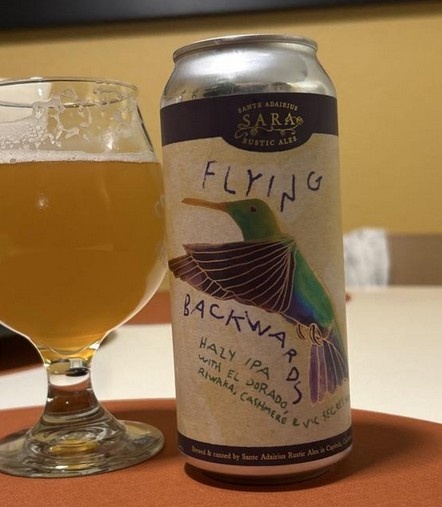 SANTE ADAIRIUS
SARA
RUSTIC ALES
FLYING
BACKWARDS
HAZY IPA
WITH EL DORADO,
RIWAKA, CASHMERE & VIC SECRET
Brewed & canned by Sante Adairius Rustic Ales in Capitola,